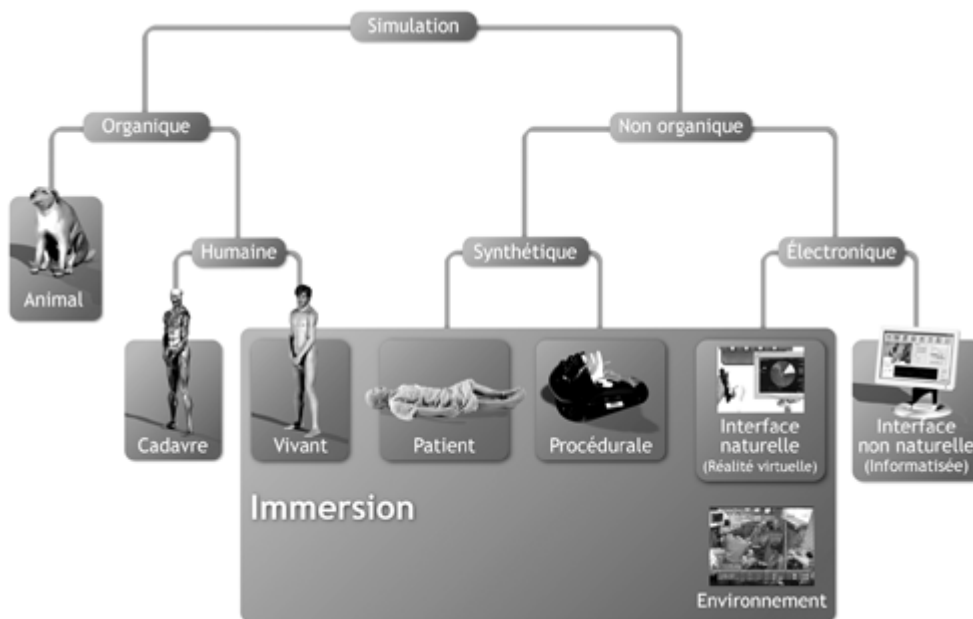 Simulation
Organique
Non organique
Humaine
Synthétique
Électronique
Animal
Cadavre
Vivant
Patient
Procédurale
Interface
naturelle
(Réalité virtuelle)
Interface
non naturelle
(Informatisée)
Immersion
Environnement